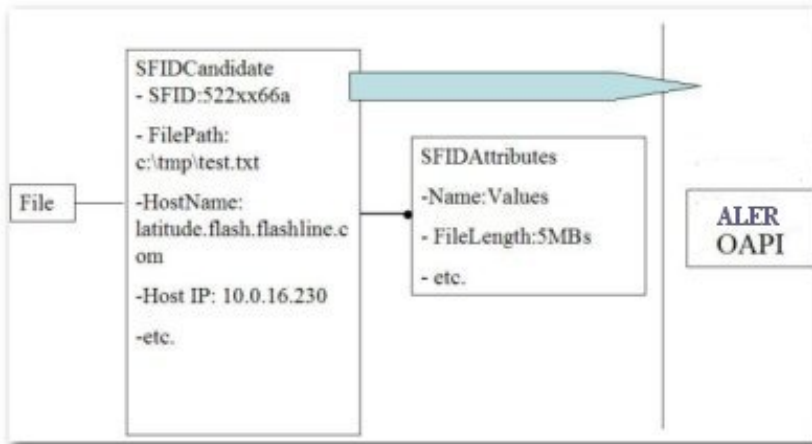 File
SFIDCandidate
- SFID:522xx66a
- FilePath:
c:\tmp\test.txt
-HostName:
latitude.flash.flashline.c
om
-Host IP: 10.0.16.230
-etc.
SFIDAttributes
-Name:Values
- FileLength:5MBs
- etc.
ALER
OAPI